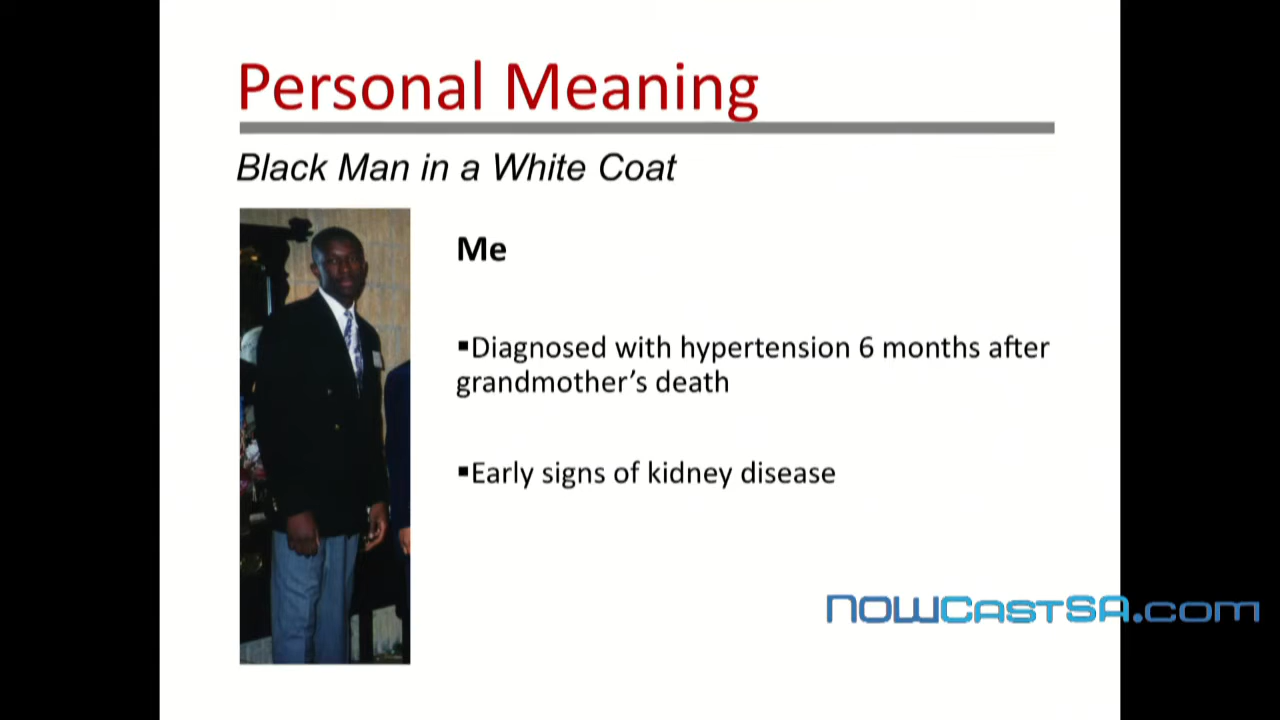 Personal Meaning
Black Man in a White Coat
Me
▪Diagnosed with hypertension 6 months after
grandmother’s death
▪Early signs of kidney disease
NOWCastSA.com